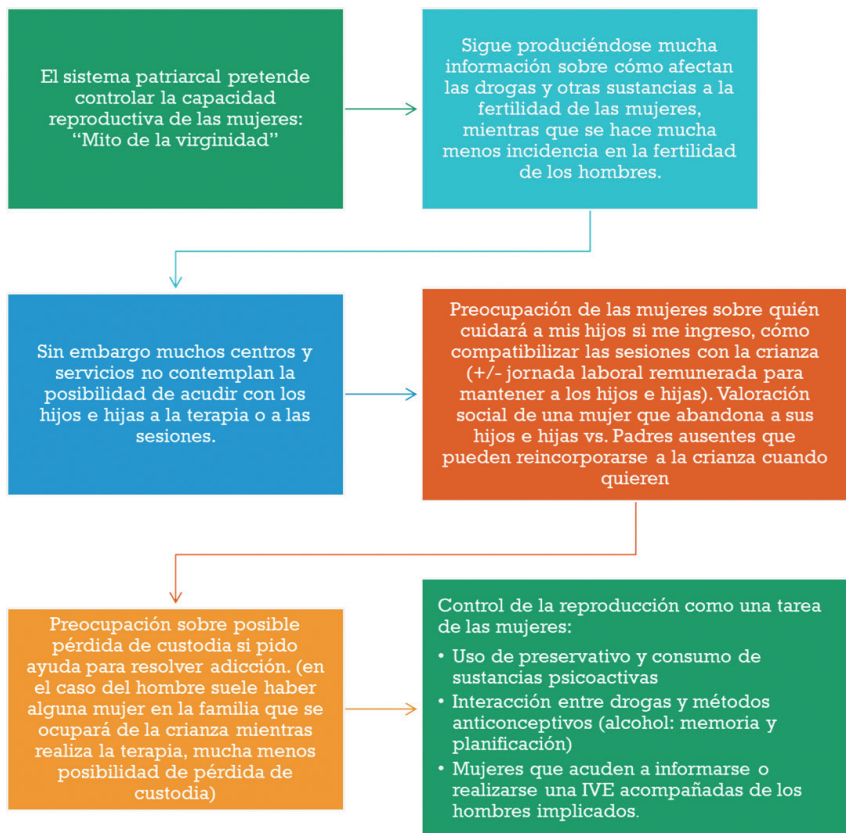 El sistema patriarcal pretende
controlar la capacidad
reproductiva de las mujeres:
“Mito de la virginidad”
Sigue produciéndose mucha
información sobre cómo afectan
las drogas y otras sustancias a la
fertilidad de las mujeres,
mientras que se hace mucha
menos incidencia en la fertilidad
de los hombres.
Sin embargo muchos centros y
servicios no contemplan la
posibilidad de acudir con los
hijos e hijas a la terapia o a las
sesiones.
Preocupación de las mujeres sobre quién
cuidará a mis hijos si me ingreso, cómo
compatibilizar las sesiones con la crianza
(+/- jornada laboral remunerada para
mantener a los hijos e hijas). Valoración
social de una mujer que abandona a sus
hijos e hijas vs. Padres ausentes que
pueden reincorporarse a la crianza cuando
quieren
Preocupación sobre posible
pérdida de custodia si pido
ayuda para resolver adicción. (en
el caso del hombre suele haber
alguna mujer en la familia que se
ocupará de la crianza mientras
realiza la terapia, mucha menos
posibilidad de pérdida de
custodia)
Control de la reproducción como una tarea
de las mujeres:
• Uso de preservativo y consumo de
sustancias psicoactivas
• Interacción entre drogas y métodos
anticonceptivos (alcohol: memoria y
planificación)
• Mujeres que acuden a informarse o
realizarse una IVE acompañadas de los
hombres implicados.